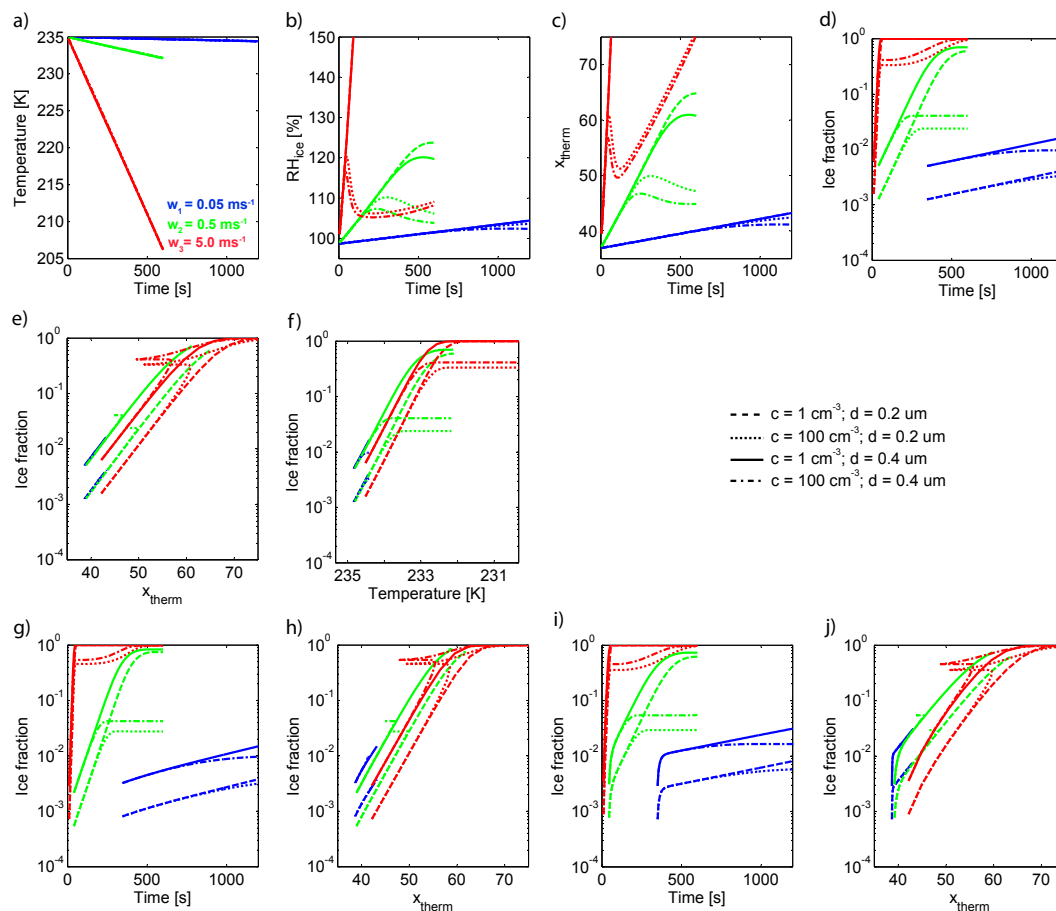 a)
235
230
225
220
215
210
205
Temperature [K]
w₁ = 0.05 ms⁻¹
w₂ = 0.5 ms⁻¹
w₃ = 5.0 ms⁻¹
0 500 1000
Time [s]
b)
150
140
130
120
110
100
RH_ice [%]
0 500 1000
Time [s]
c)
70
60
50
40
x_therm
0 500 1000
Time [s]
d)
10⁰
10⁻¹
10⁻²
10⁻³
10⁻⁴
Ice fraction
0 500 1000
Time [s]
e)
10⁰
10⁻¹
10⁻²
10⁻³
10⁻⁴
Ice fraction
40 50 60 70
x_therm
f)
10⁰
10⁻¹
10⁻²
10⁻³
10⁻⁴
Ice fraction
235 233 231
Temperature [K]
c = 1 cm⁻³; d = 0.2 um
c = 100 cm⁻³; d = 0.2 um
c = 1 cm⁻³; d = 0.4 um
c = 100 cm⁻³; d = 0.4 um
g)
10⁰
10⁻¹
10⁻²
10⁻³
10⁻⁴
Ice fraction
0 500 1000
Time [s]
h)
10⁰
10⁻¹
10⁻²
10⁻³
10⁻⁴
Ice fraction
40 50 60 70
x_therm
i)
10⁰
10⁻¹
10⁻²
10⁻³
10⁻⁴
Ice fraction
0 500 1000
Time [s]
j)
10⁰
10⁻¹
10⁻²
10⁻³
10⁻⁴
Ice fraction
40 50 60 70
x_therm